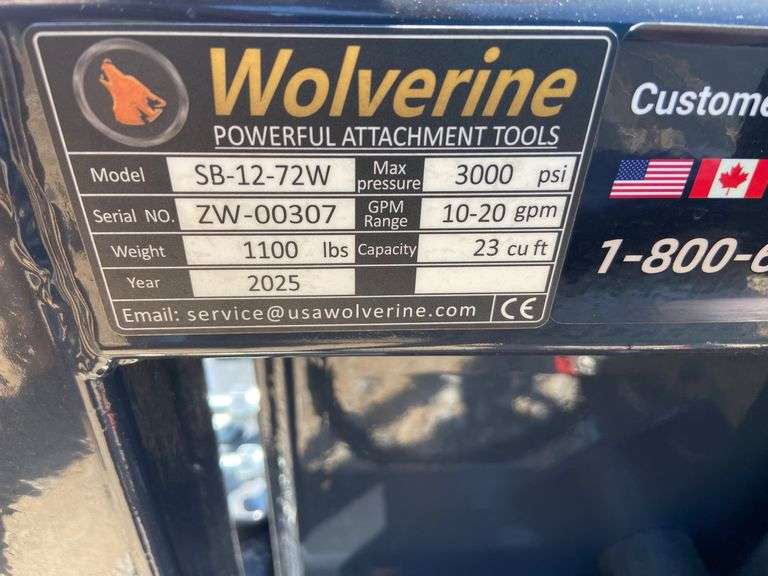 Wolverine
POWERFUL ATTACHMENT TOOLS
Model SB-12-72W Max pressure 3000 psi
Serial NO. ZW-00307 GPM Range 10-20 gpm
Weight 1100 lbs Capacity 23 cu ft
Year 2025
Email: service@usawolverine.com CE
Custome
1-800-6